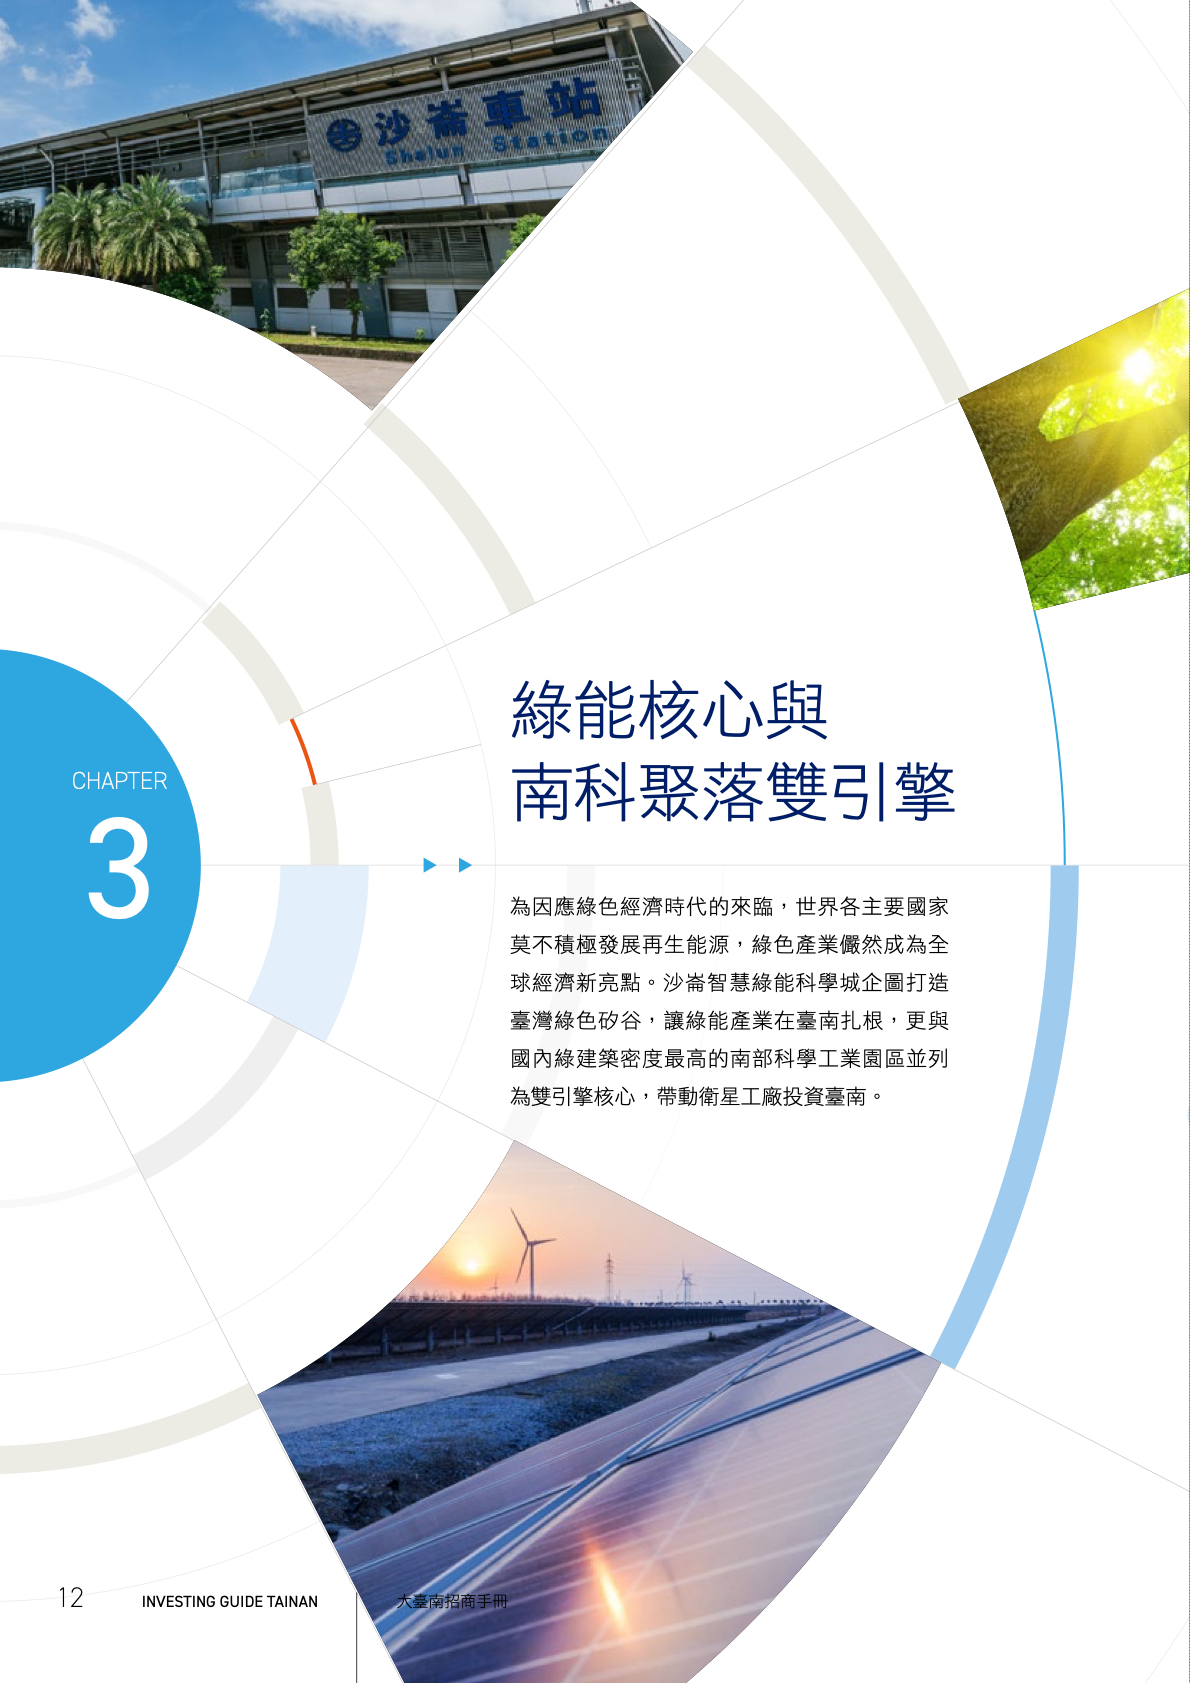 沙崙車站
Shalun Station
CHAPTER
3
綠能核心與
南科聚落雙引擎
為因應綠色經濟時代的來臨，世界各主要國家
莫不積極發展再生能源，綠色產業儼然成為全
球經濟新亮點。沙崙智慧綠能科學城企圖打造
臺灣綠色矽谷，讓綠能產業在臺南扎根，更與
國內綠建築密度最高的南部科學工業園區並列
為雙引擎核心，帶動衛星工廠投資臺南。
12
INVESTING GUIDE TAINAN
大臺南招商手冊